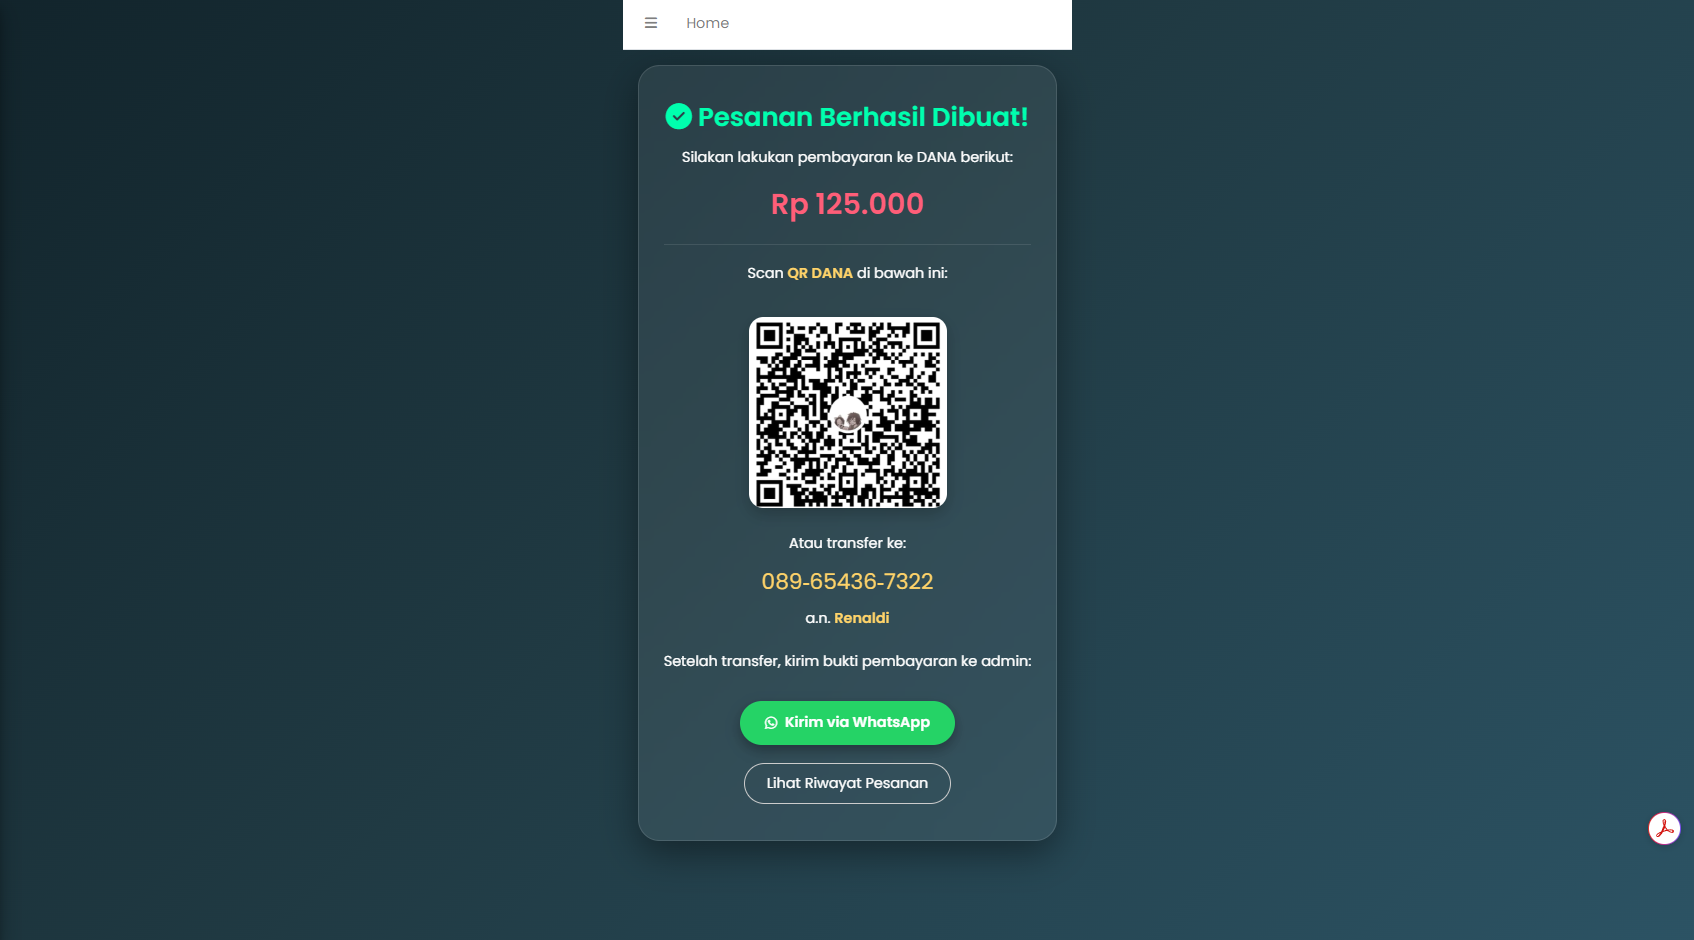 Home
Pesanan Berhasil Dibuat!
Silakan lakukan pembayaran ke DANA berikut:
Rp 125.000
Scan QR DANA di bawah ini:
Atau transfer ke:
089-65436-7322
a.n. Renaldi
Setelah transfer, kirim bukti pembayaran ke admin:
Kirim via WhatsApp
Lihat Riwayat Pesanan